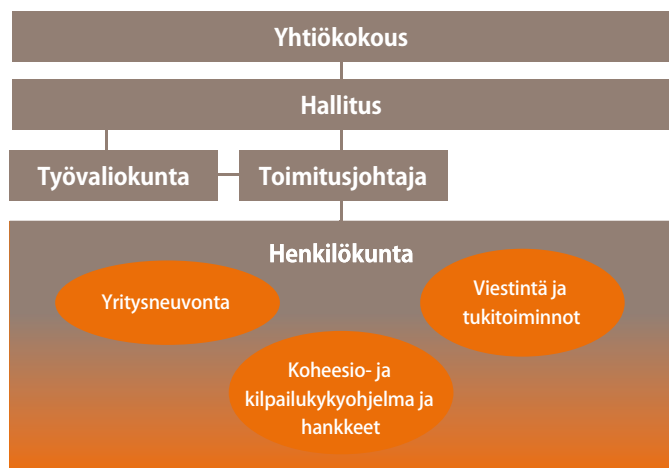 Yhtiökokous
Hallitus
Työvaliokunta
Toimitusjohtaja
Henkilökunta
Yritysneuvonta
Viestintä ja
tukitoiminnot
Koheesio- ja
kilpailukykyohjelma ja
hankkeet